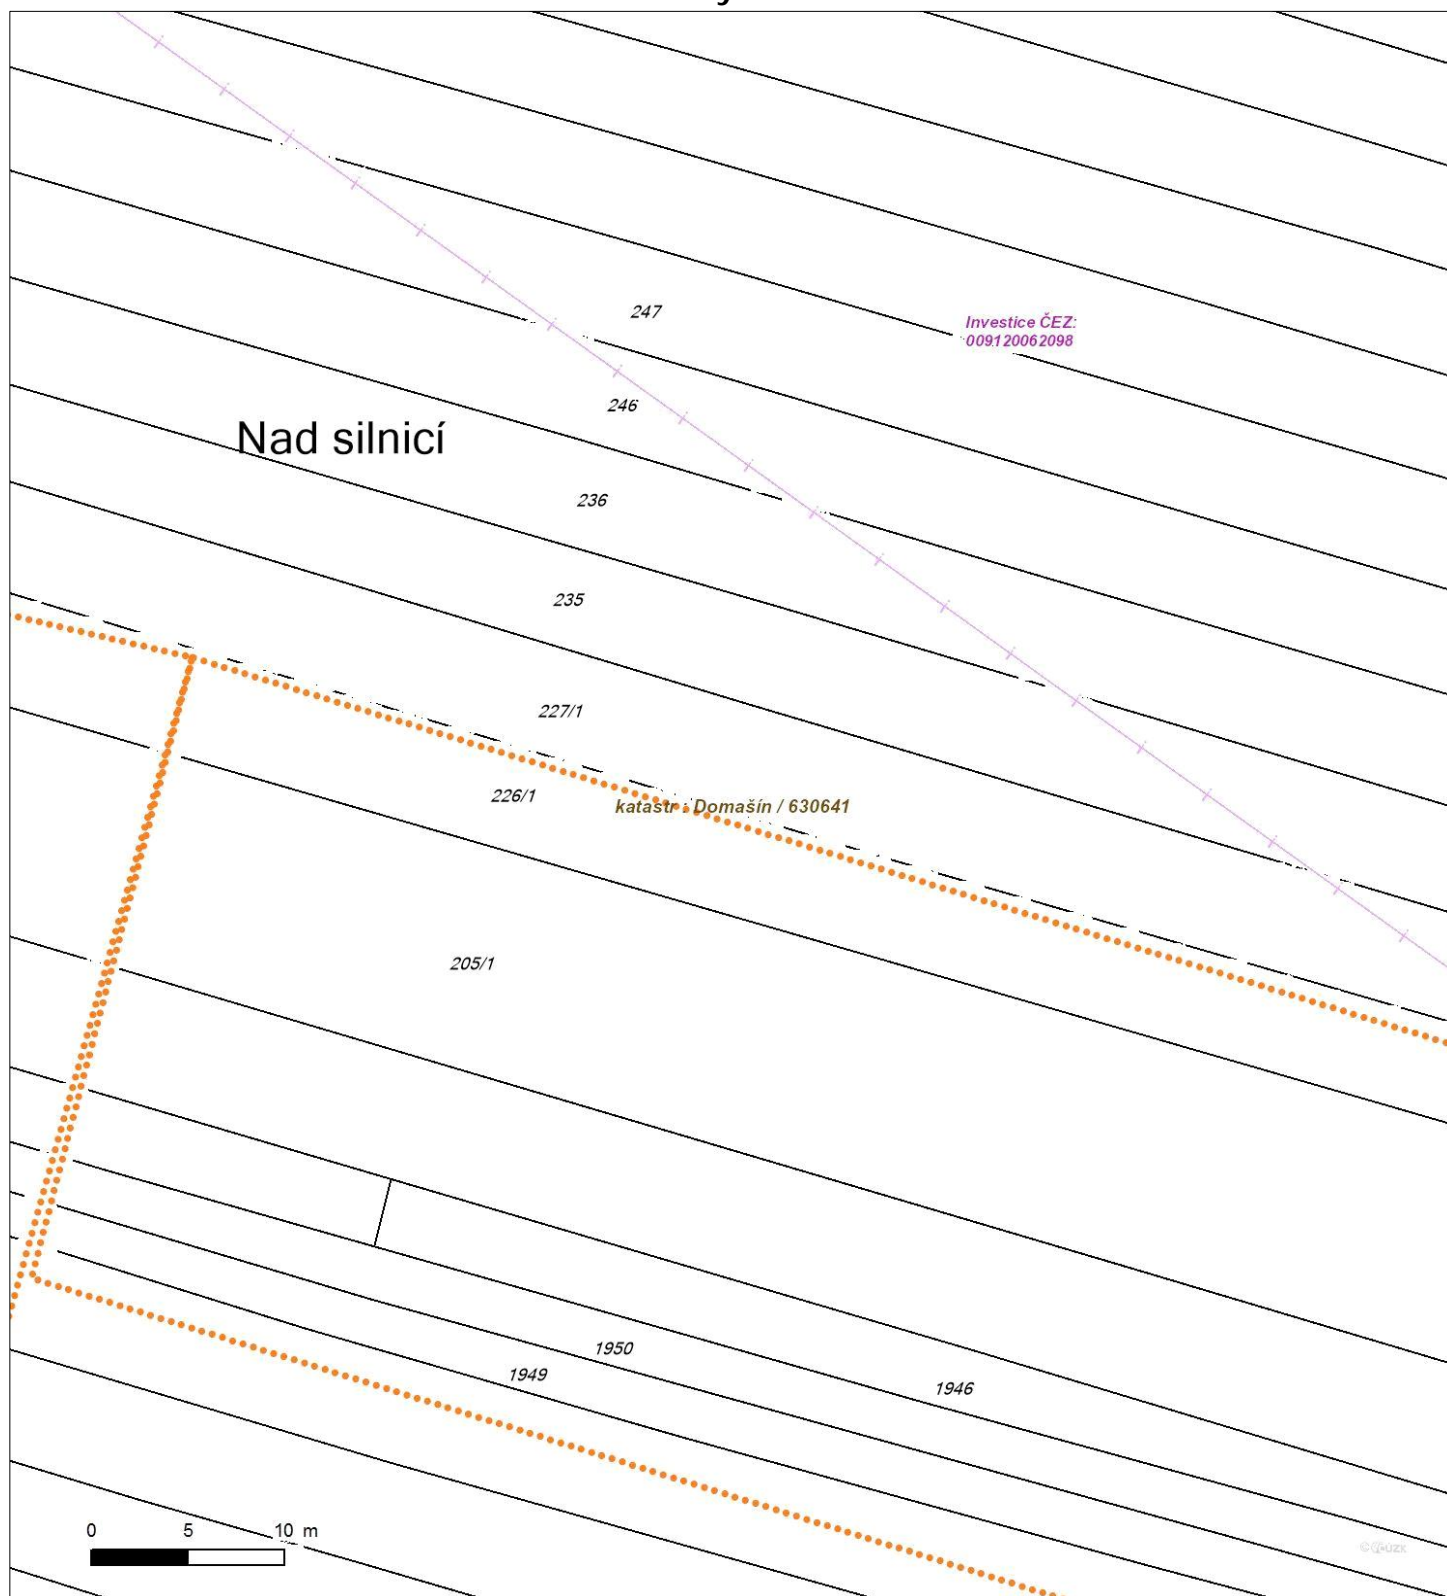 247
Investice ČEZ:
009120062098
246
Nad silnicí
236
235
227/1
226/1
katastr : Domašín / 630641
205/1
1950
1949
1946
0 5 10 m